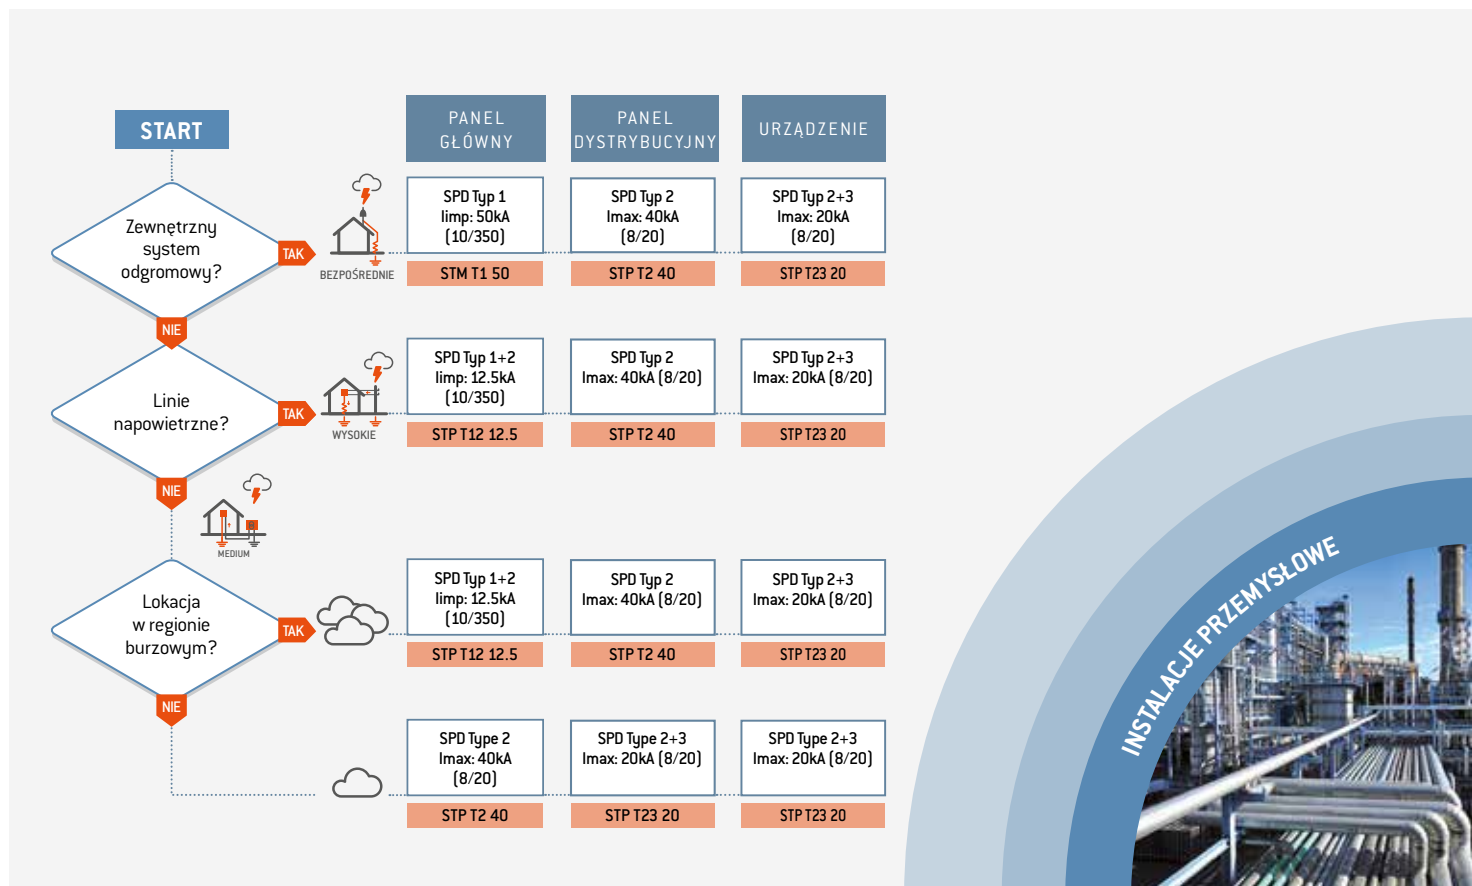 START
PANEL
GŁÓWNY
PANEL
DYSTRYBUCYJNY
URZĄDZENIE
Zewnętrzny
system
odgromowy?
TAK
BEZPOŚREDNIE
SPD Typ 1
Iimp: 50kA
(10/350)
STM T1 50
SPD Typ 2
Imax: 40kA
(8/20)
STP T2 40
SPD Typ 2+3
Imax: 20kA
(8/20)
STP T23 20
NIE
Linie
napowietrzne?
TAK
WYSOKIE
SPD Typ 1+2
Iimp: 12.5kA
(10/350)
STP T12 12.5
SPD Typ 2
Imax: 40kA (8/20)
STP T2 40
SPD Typ 2+3
Imax: 20kA (8/20)
STP T23 20
NIE
MEDIUM
Lokacja
w regionie
burzowym?
TAK
SPD Typ 1+2
Iimp: 12.5kA
(10/350)
STP T12 12.5
SPD Typ 2
Imax: 40kA (8/20)
STP T2 40
SPD Typ 2+3
Imax: 20kA (8/20)
STP T23 20
NIE
SPD Type 2
Imax: 40kA
(8/20)
STP T2 40
SPD Type 2+3
Imax: 20kA (8/20)
STP T23 20
SPD Type 2+3
Imax: 20kA (8/20)
STP T23 20
INSTALACJE PRZEMYSŁOWE